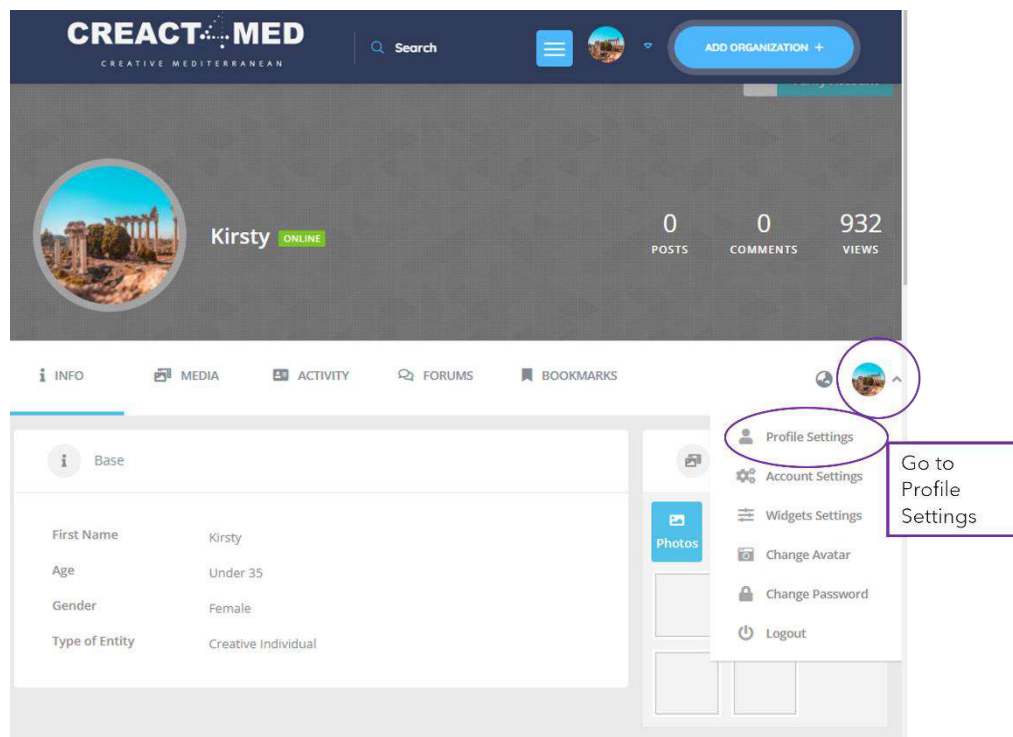 CREACT4MED
CREATIVE MEDITERRANEAN
Search
ADD ORGANIZATION +
Kirsty ONLINE
0 0 932
POSTS COMMENTS VIEWS
INFO MEDIA ACTIVITY FORUMS BOOKMARKS
Base
First Name Kirsty
Age Under 35
Gender Female
Type of Entity Creative Individual
Photos
Profile Settings
Account Settings
Widgets Settings
Change Avatar
Change Password
Logout
Go to
Profile
Settings